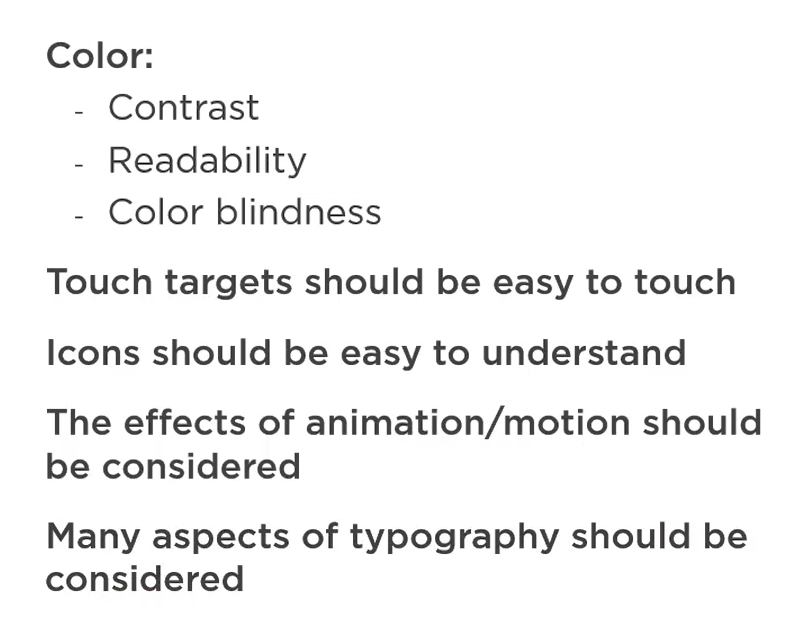 Color:
- Contrast
- Readability
- Color blindness
Touch targets should be easy to touch
Icons should be easy to understand
The effects of animation/motion should
be considered
Many aspects of typography should be
considered